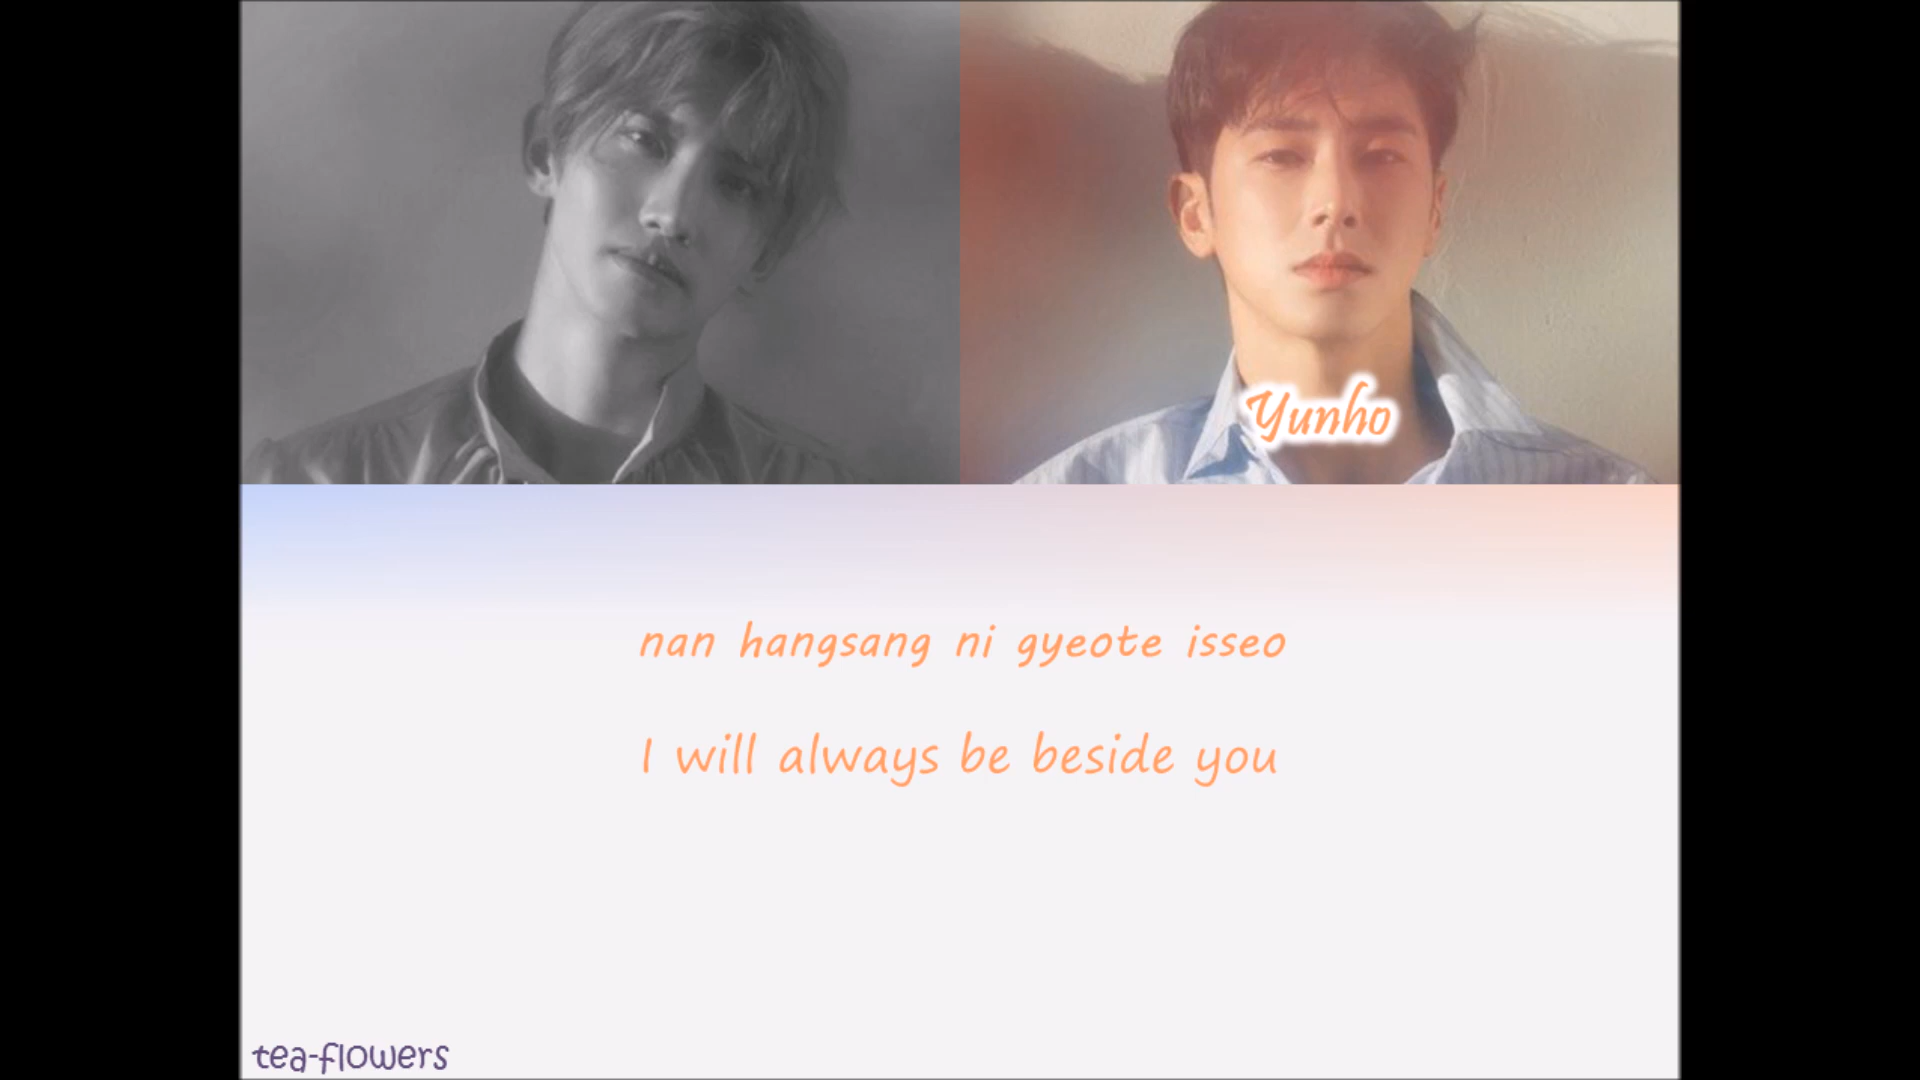 Yunho
nan hangsang ni gyeote isseo
I will always be beside you
tea-flowers